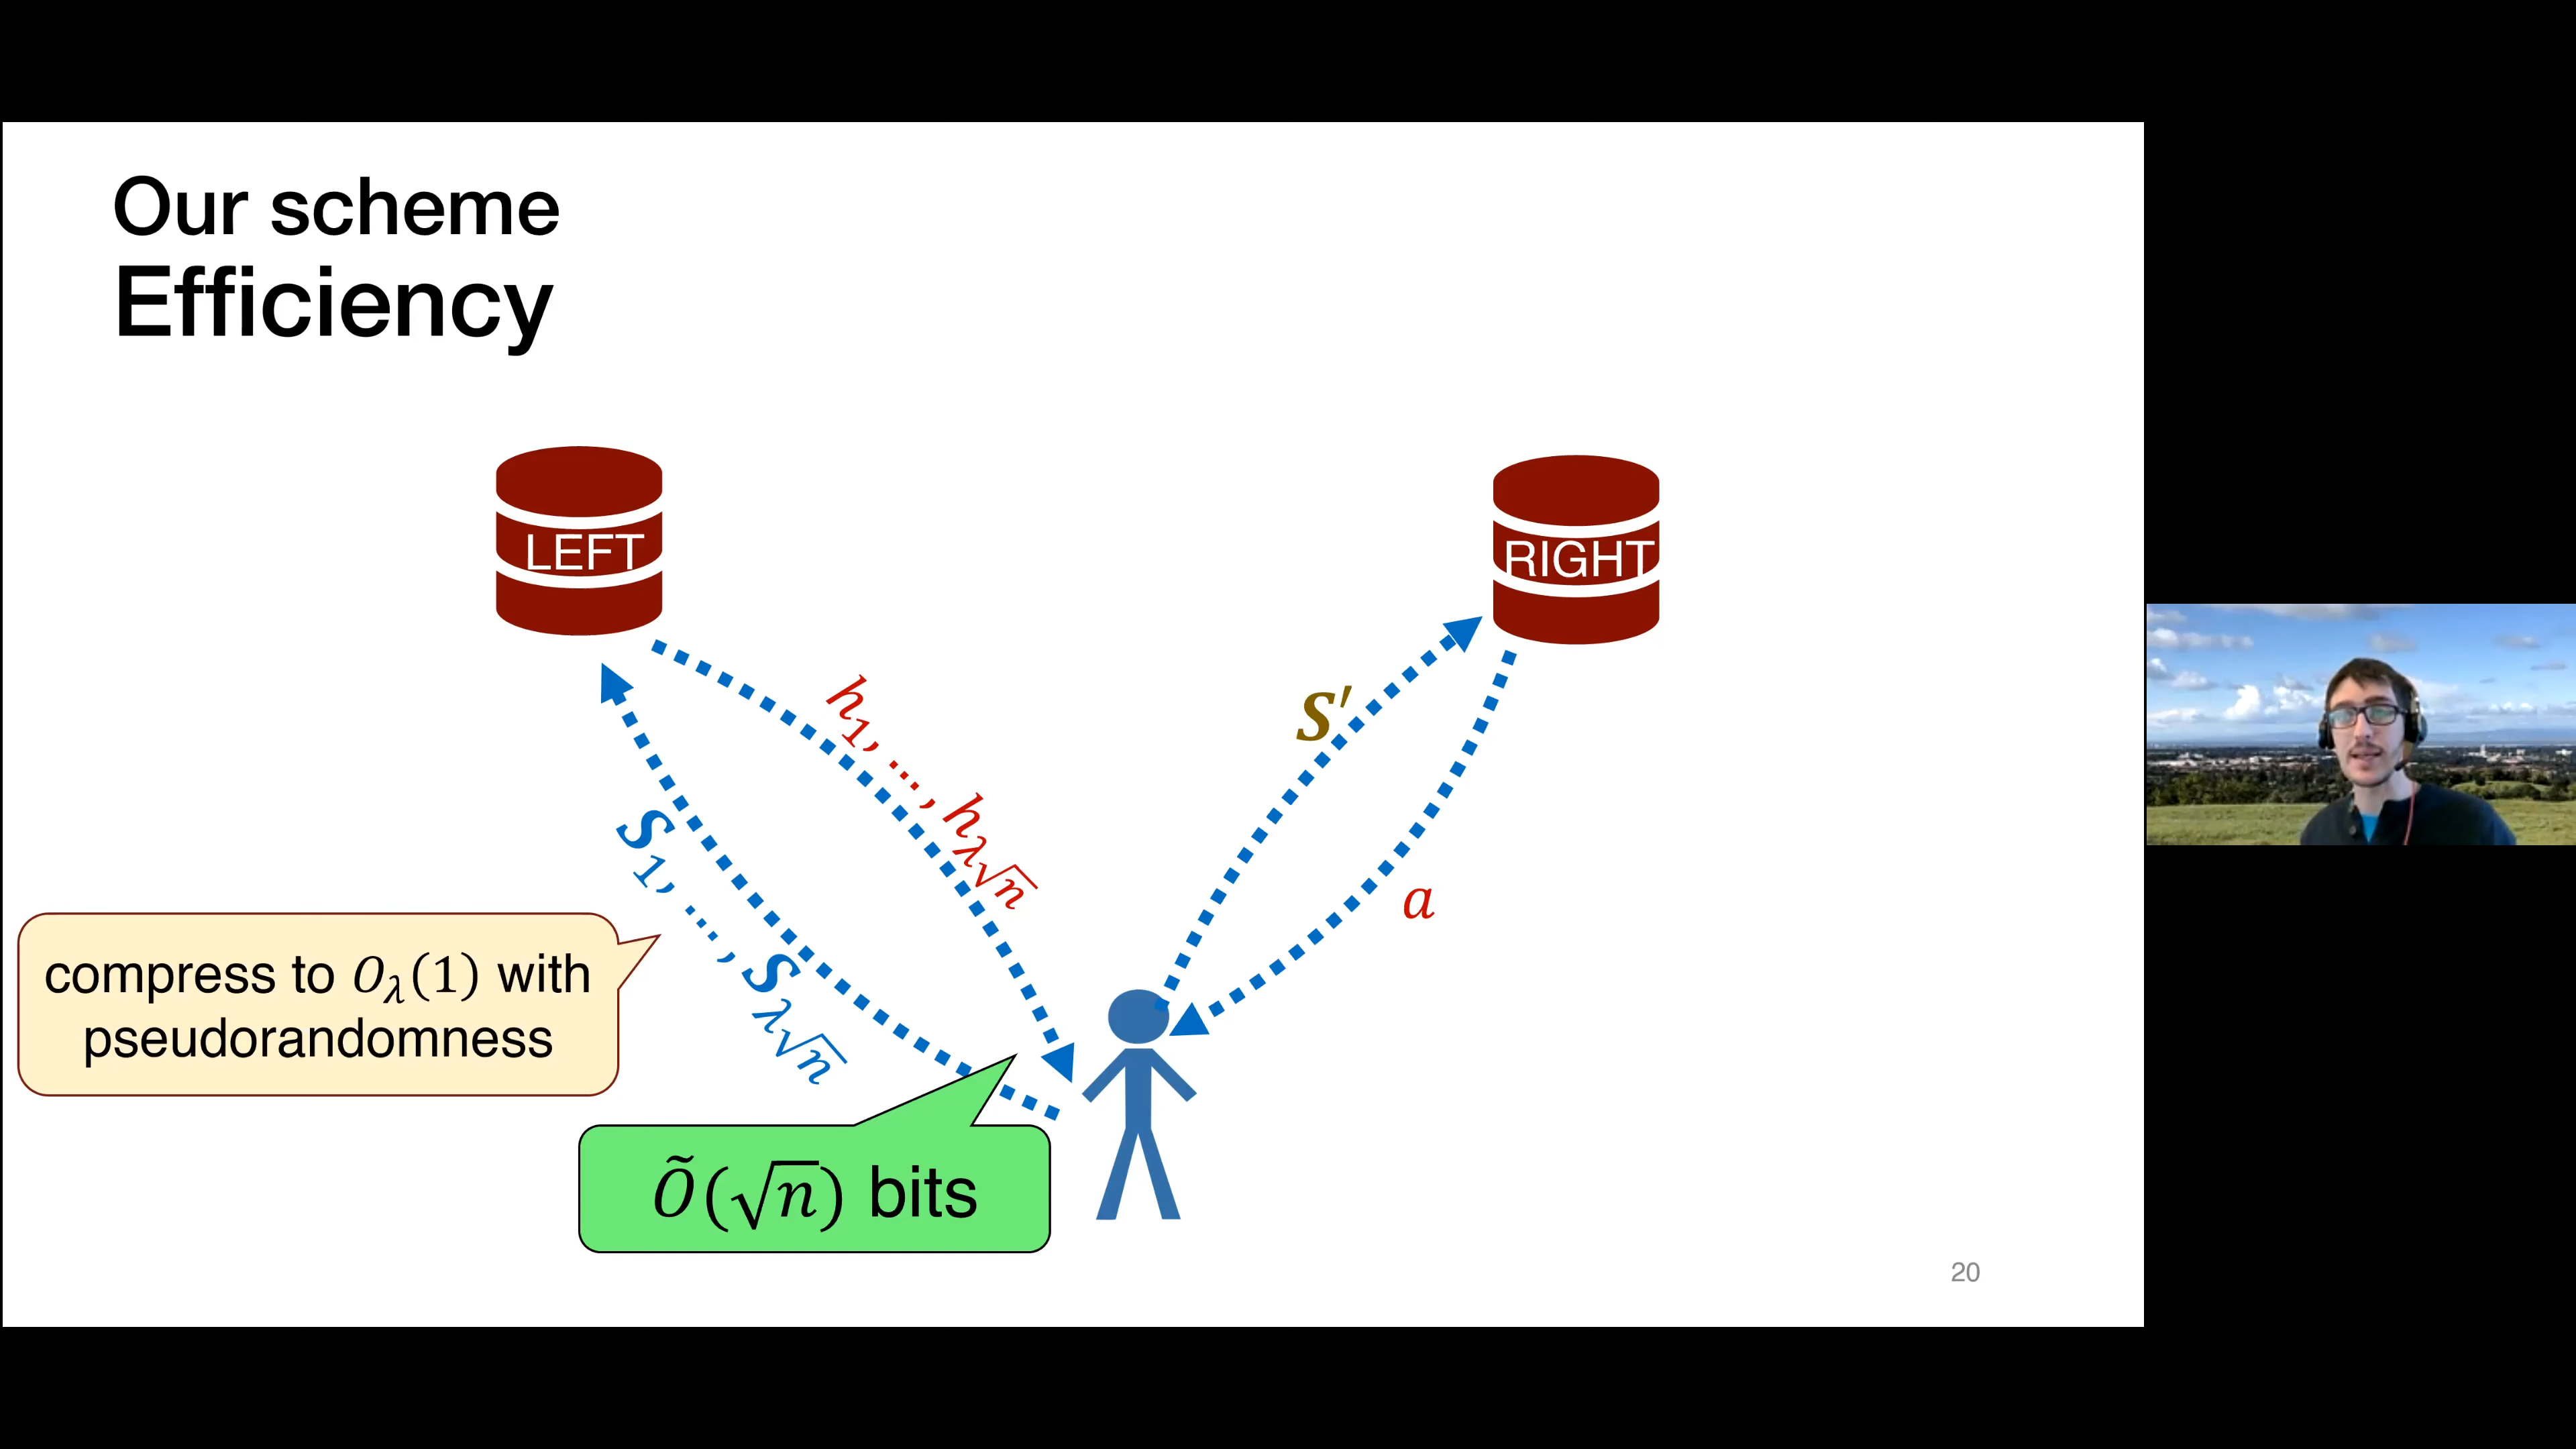 Our scheme
Efficiency
LEFT
RIGHT
h₁, …, h_{λ√n}
S′
S₁, …, S_{λ√n}
a
compress to O_λ(1) with
pseudorandomness
Õ(√n) bits
20